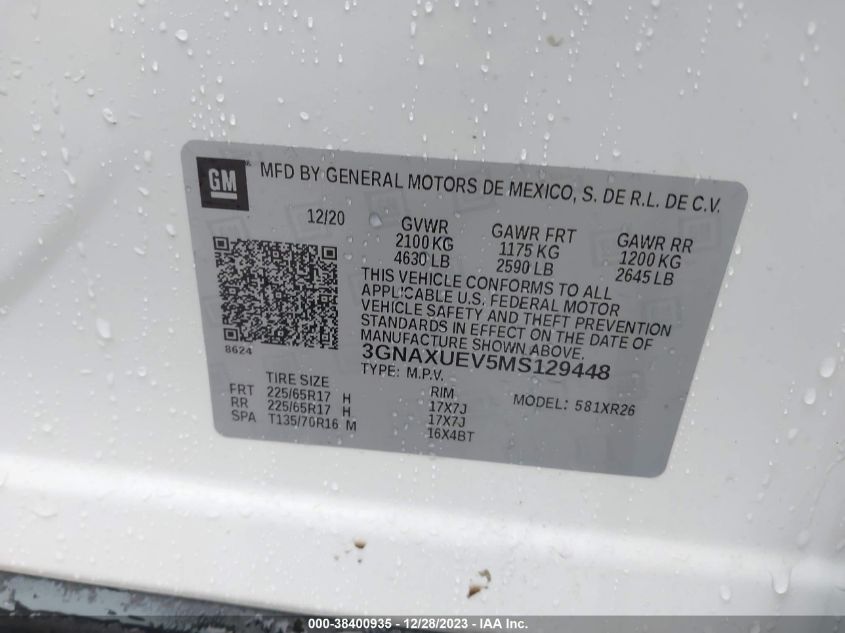 GM
MFD BY GENERAL MOTORS DE MEXICO, S. DE R.L. DE C.V.
12/20
GVWR
2100 KG
4630 LB
GAWR FRT
1175 KG
2590 LB
GAWR RR
1200 KG
2645 LB
THIS VEHICLE CONFORMS TO ALL
APPLICABLE U.S. FEDERAL MOTOR
VEHICLE SAFETY AND THEFT PREVENTION
STANDARDS IN EFFECT ON THE DATE OF
MANUFACTURE SHOWN ABOVE.
8624
3GNAXUEV5MS129448
TYPE: M.P.V.
MODEL: 581XR26
TIRE SIZE
FRT 225/65R17 H
RR 225/65R17 H
SPA T135/70R16 M
RIM
17X7J
17X7J
16X4BT
000-38400935 - 12/28/2023 - IAA Inc.